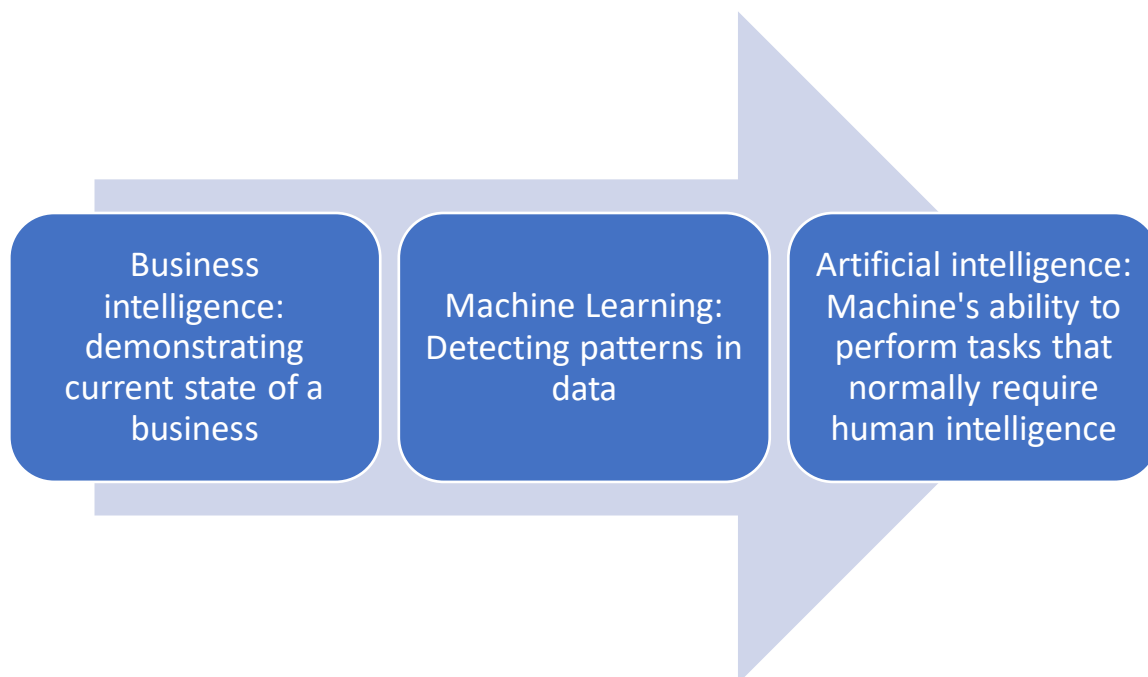 Business
intelligence:
demonstrating
current state of a
business
Machine Learning:
Detecting patterns in
data
Artificial intelligence:
Machine's ability to
perform tasks that
normally require
human intelligence